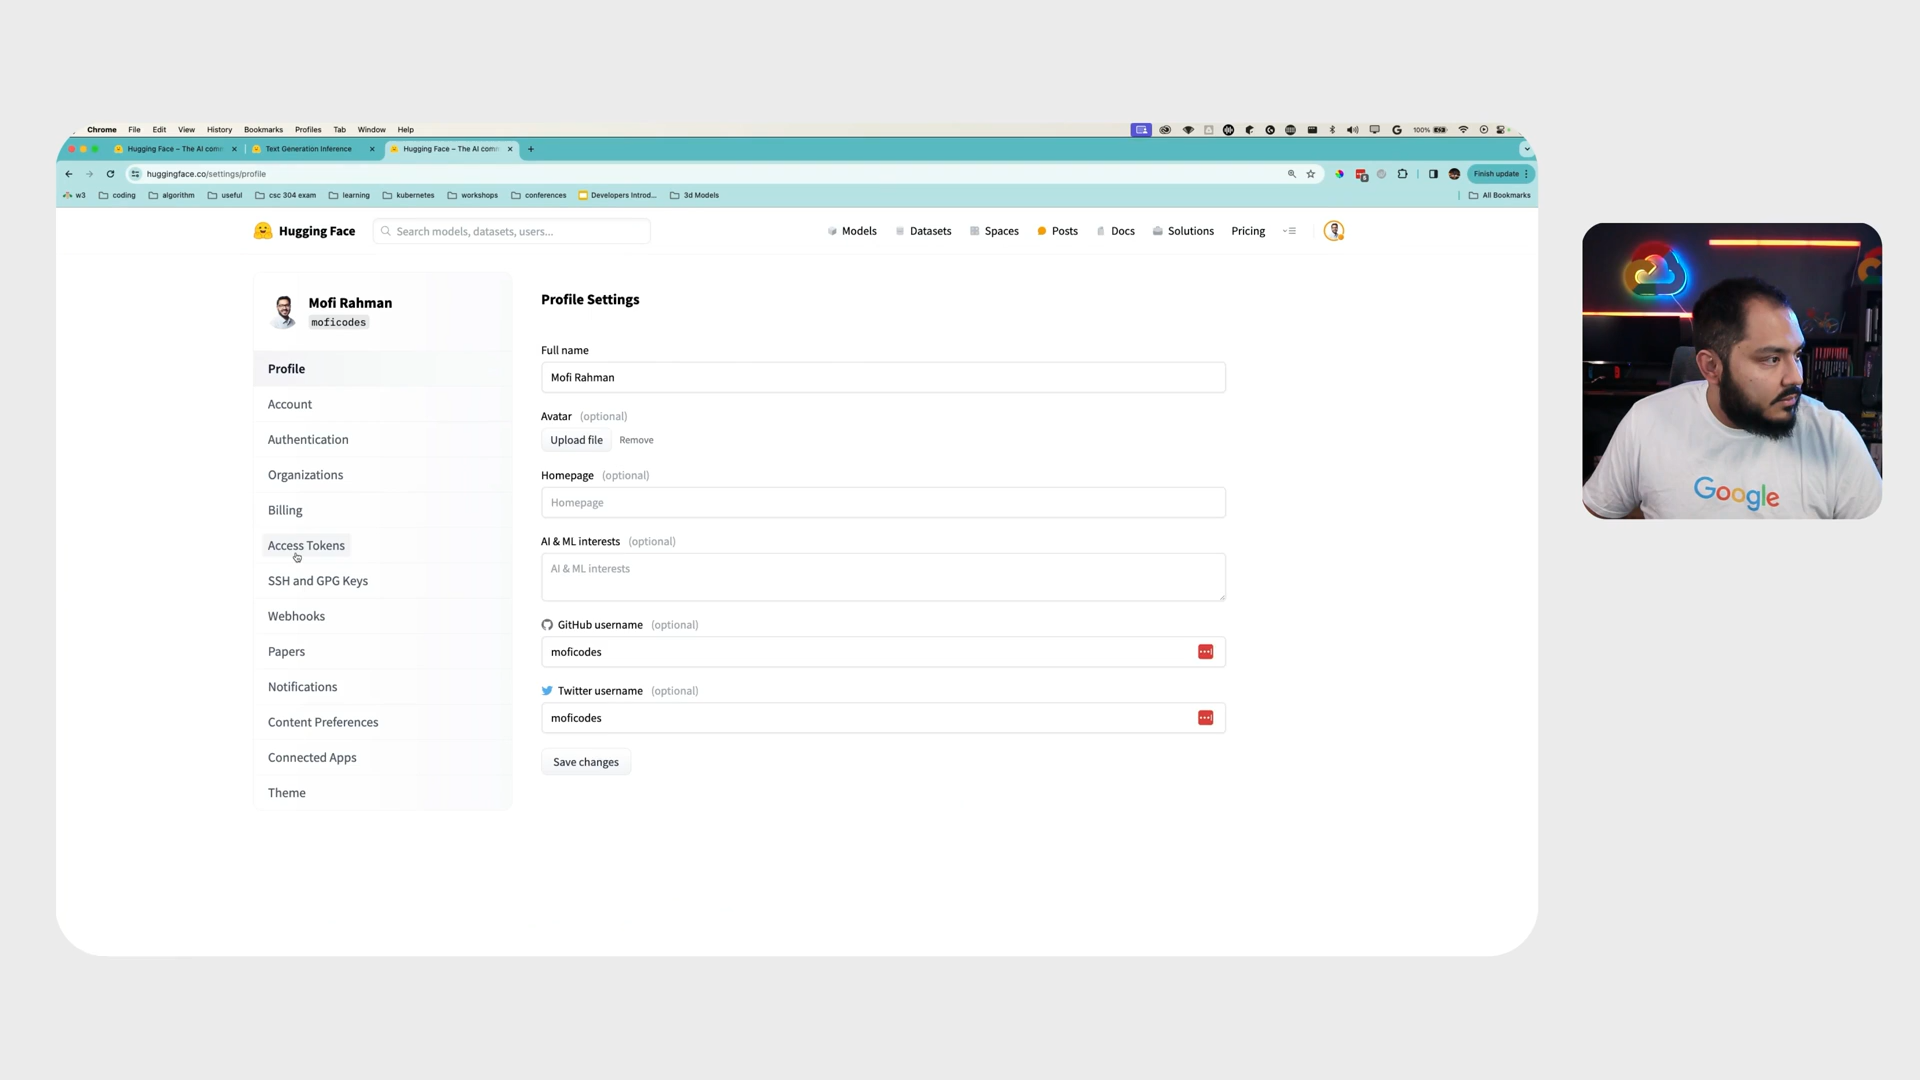 Chrome File Edit View History Bookmarks Profiles Tab Window Help 100%
Hugging Face – The AI com Text Generation Inference Hugging Face – The AI com
huggingface.co/settings/profile Finish update
w3 coding algorithm useful csc 304 exam learning kubernetes workshops conferences Developers Introd... 3d Models All Bookmarks
Hugging Face Search models, datasets, users... Models Datasets Spaces Posts Docs Solutions Pricing
Mofi Rahman
moficodes
Profile
Account
Authentication
Organizations
Billing
Access Tokens
SSH and GPG Keys
Webhooks
Papers
Notifications
Content Preferences
Connected Apps
Theme
Profile Settings
Full name
Mofi Rahman
Avatar (optional)
Upload file Remove
Homepage (optional)
Homepage
AI & ML interests (optional)
AI & ML interests
GitHub username (optional)
moficodes
Twitter username (optional)
moficodes
Save changes
Google